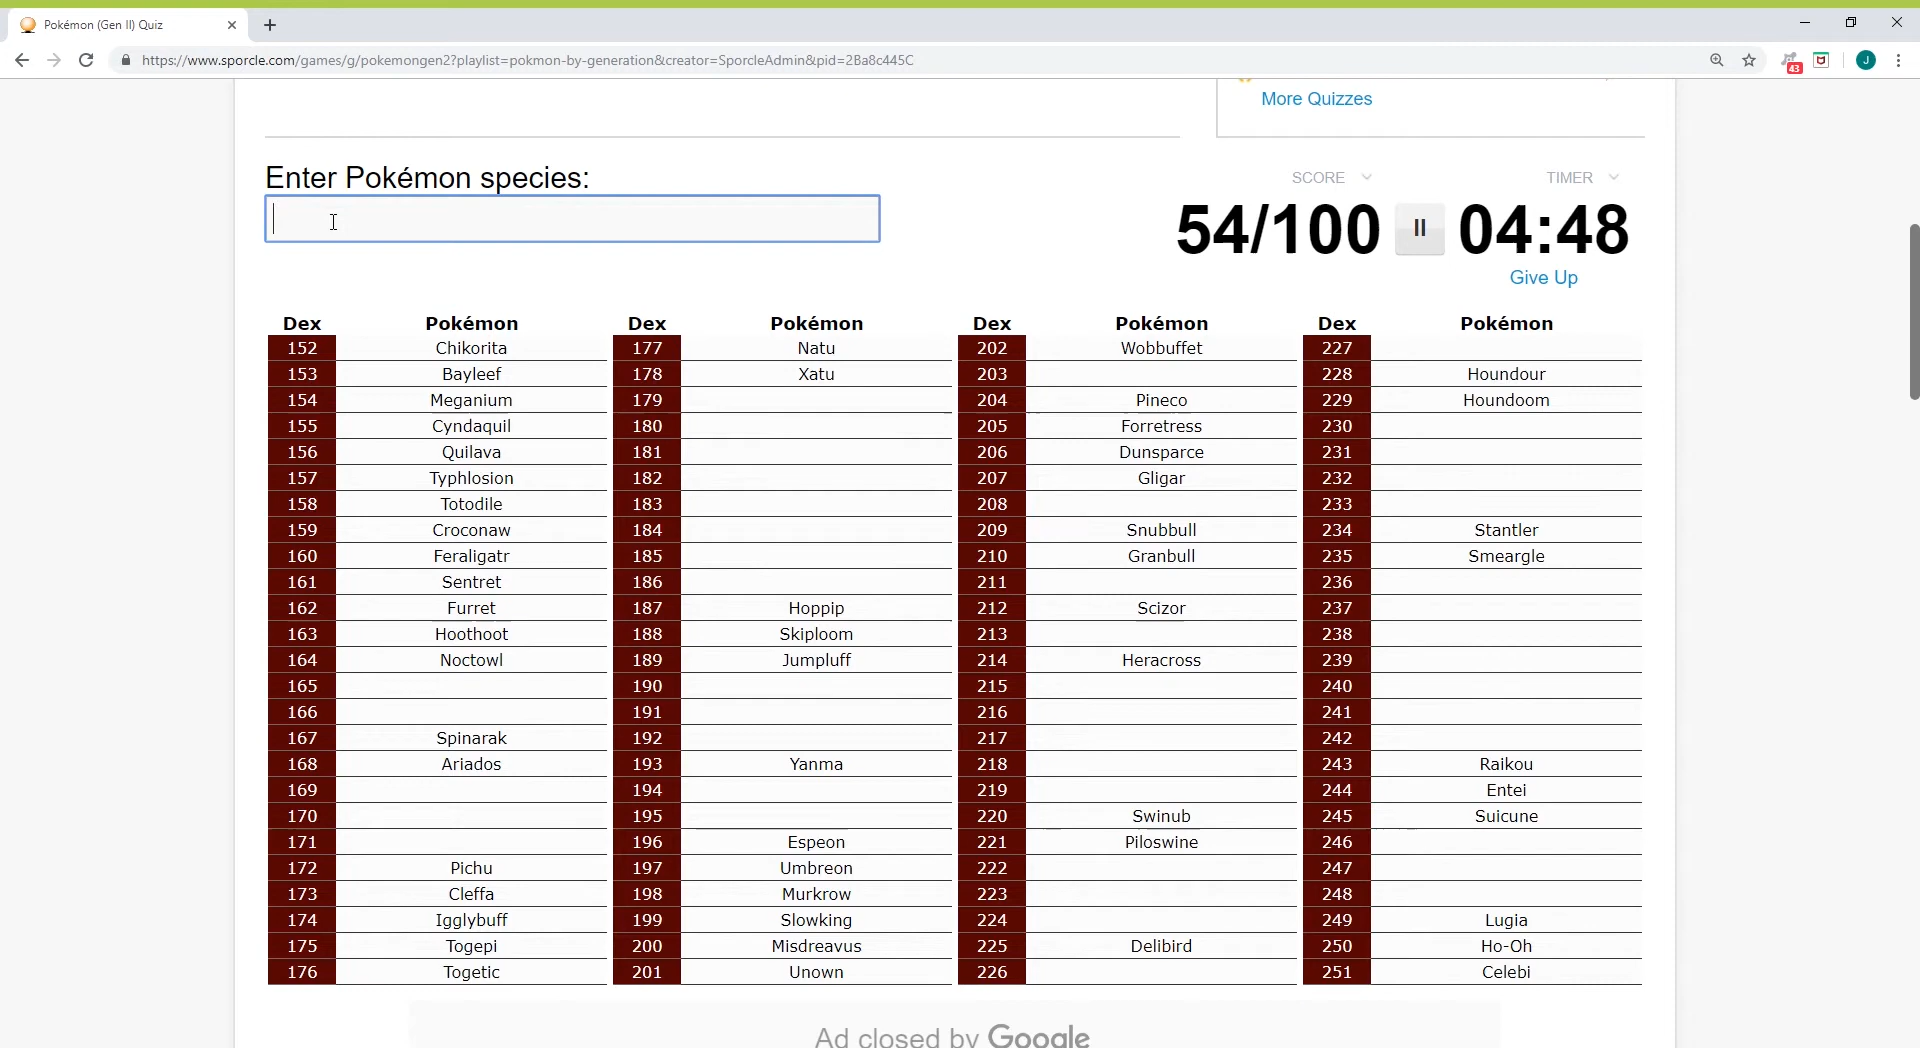 Pokémon (Gen II) Quiz
https://www.sporcle.com/games/g/pokemongen2?playlist=pokmon-by-generation&creator=SporcleAdmin&pid=2Ba8c445C
43
J
More Quizzes
Enter Pokémon species:
SCORE TIMER
54/100 04:48
Give Up
Dex Pokémon Dex Pokémon Dex Pokémon Dex Pokémon
152 Chikorita 177 Natu 202 Wobbuffet 227
153 Bayleef 178 Xatu 203 228 Houndour
154 Meganium 179 204 Pineco 229 Houndoom
155 Cyndaquil 180 205 Forretress 230
156 Quilava 181 206 Dunsparce 231
157 Typhlosion 182 207 Gligar 232
158 Totodile 183 208 233
159 Croconaw 184 209 Snubbull 234 Stantler
160 Feraligatr 185 210 Granbull 235 Smeargle
161 Sentret 186 211 236
162 Furret 187 Hoppip 212 Scizor 237
163 Hoothoot 188 Skiploom 213 238
164 Noctowl 189 Jumpluff 214 Heracross 239
165 190 215 240
166 191 216 241
167 Spinarak 192 217 242
168 Ariados 193 Yanma 218 243 Raikou
169 194 219 244 Entei
170 195 220 Swinub 245 Suicune
171 196 Espeon 221 Piloswine 246
172 Pichu 197 Umbreon 222 247
173 Cleffa 198 Murkrow 223 248
174 Igglybuff 199 Slowking 224 249 Lugia
175 Togepi 200 Misdreavus 225 Delibird 250 Ho-Oh
176 Togetic 201 Unown 226 251 Celebi
Ad closed by Google